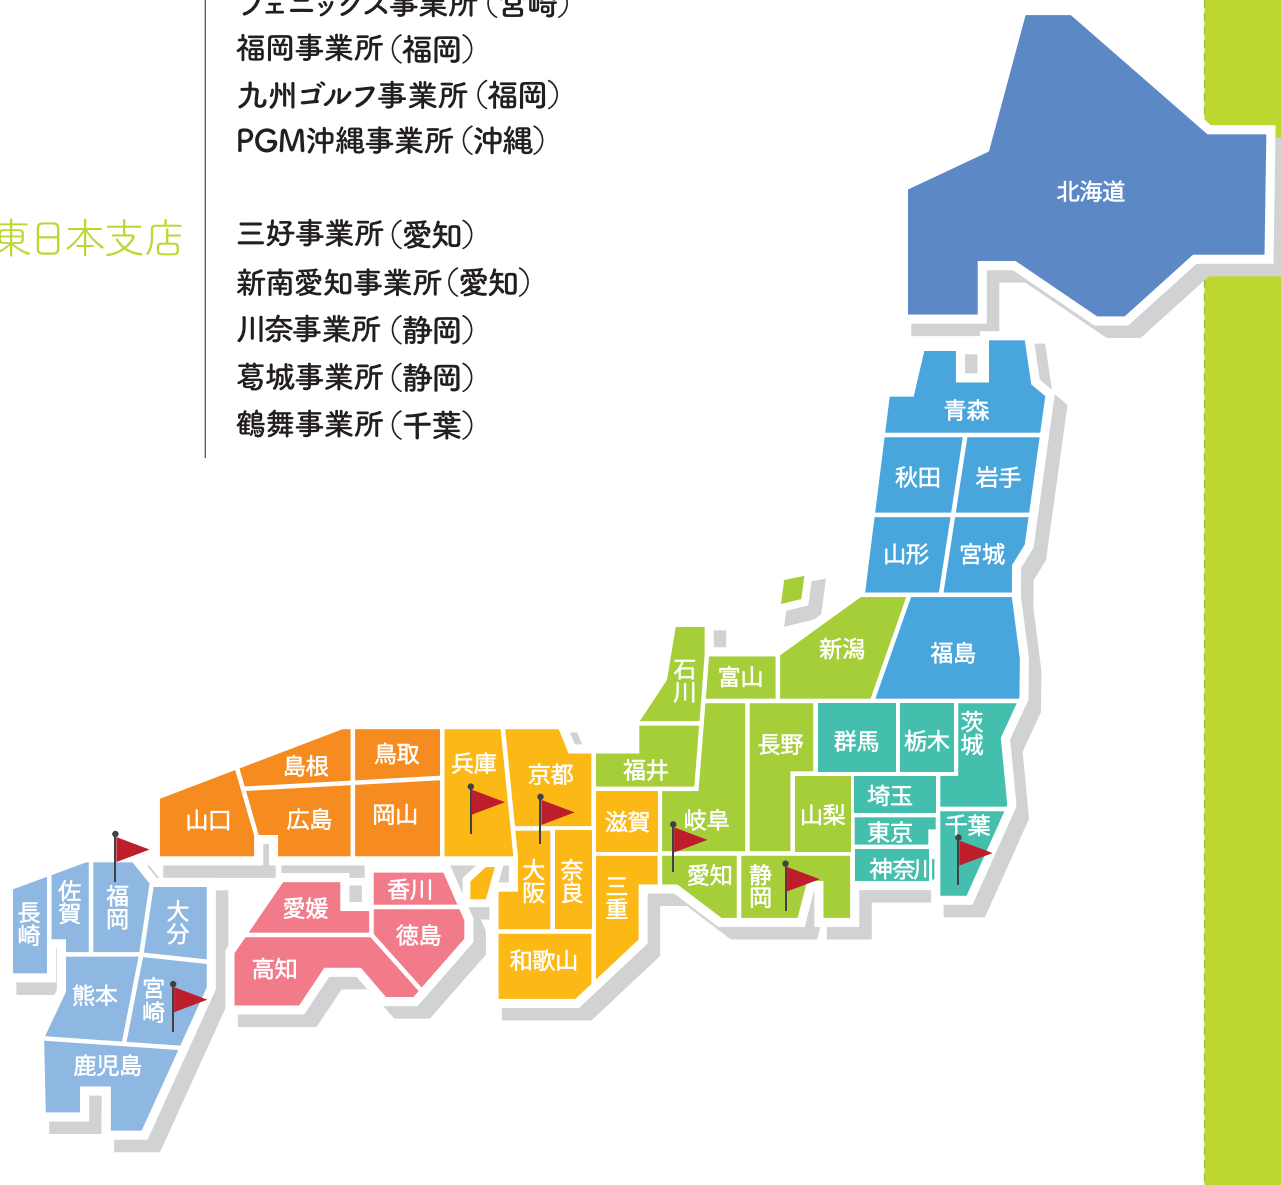 フェニックス事業所（宮崎）
福岡事業所（福岡）
九州ゴルフ事業所（福岡）
PGM沖縄事業所（沖縄）
東日本支店
三好事業所（愛知）
新南愛知事業所（愛知）
川奈事業所（静岡）
葛城事業所（静岡）
鶴舞事業所（千葉）
北海道
青森
秋田
岩手
山形
宮城
新潟
福島
石川
富山
長野
群馬
栃木
茨城
福井
岐阜
山梨
埼玉
東京
千葉
神奈川
愛知
静岡
滋賀
三重
京都
兵庫
大阪
奈良
和歌山
鳥取
島根
岡山
広島
山口
香川
愛媛
徳島
高知
福岡
佐賀
長崎
大分
熊本
宮崎
鹿児島